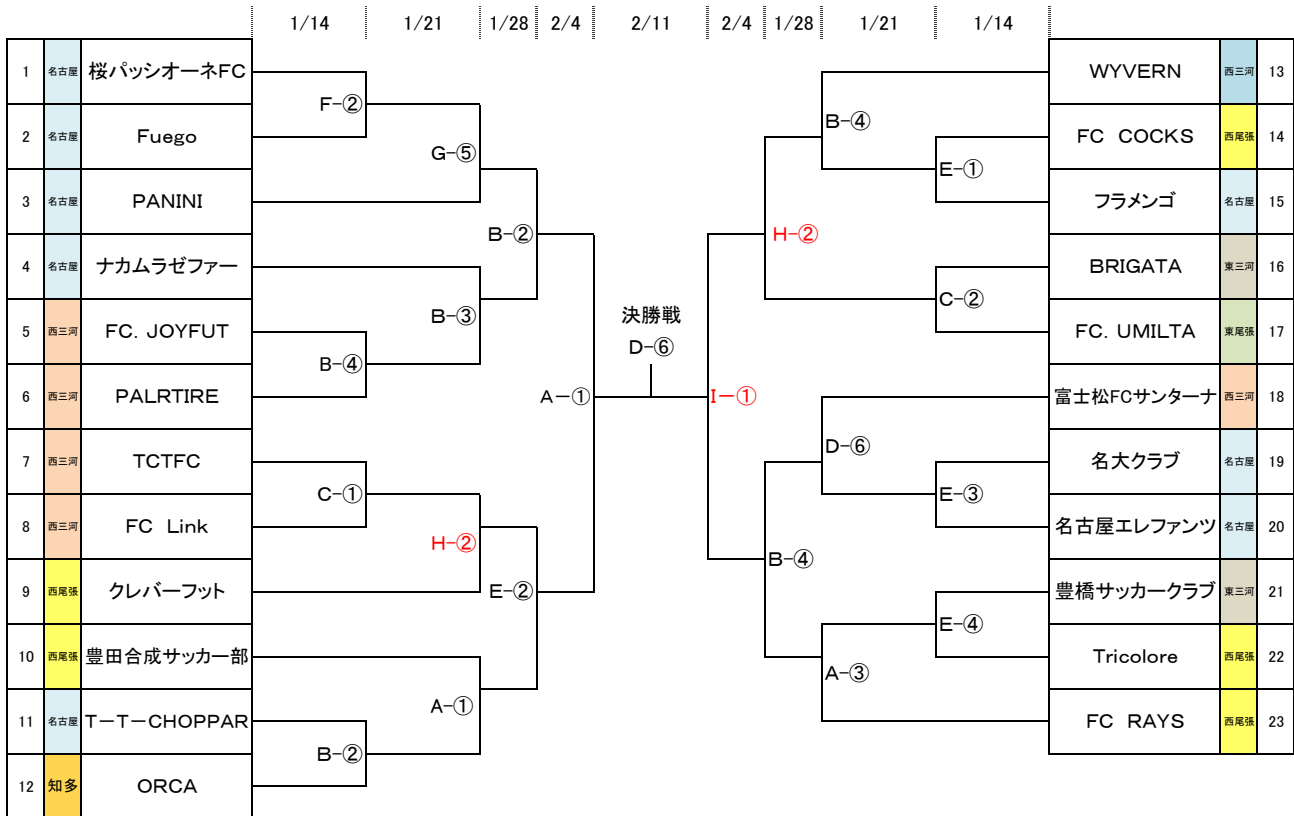 1/14 1/21 1/28 2/4 2/11 2/4 1/28 1/21 1/14
1 名古屋 桜パッシオーネFC
2 名古屋 Fuego
3 名古屋 PANINI
4 名古屋 ナカムラゼファー
5 西三河 FC．JOYFUT
6 西三河 PALRTIRE
7 西三河 TCTFC
8 西三河 FC Link
9 西尾張 クレバーフット
10 西尾張 豊田合成サッカー部
11 名古屋 T－T－CHOPPAR
12 知多 ORCA
F-②
G-⑤
B-②
B-③
B-④
A－①
C-①
H-②
E-②
A-①
B-②
決勝戦
D-⑥
B-④
E-①
H-②
C-②
I－①
D-⑥
E-③
B-④
E-④
A-③
WYVERN 西三河 13
FC COCKS 西尾張 14
フラメンゴ 名古屋 15
BRIGATA 東三河 16
FC．UMILTA 東尾張 17
富士松FCサンターナ 西三河 18
名大クラブ 名古屋 19
名古屋エレファンツ 名古屋 20
豊橋サッカークラブ 東三河 21
Tricolore 西尾張 22
FC RAYS 西尾張 23